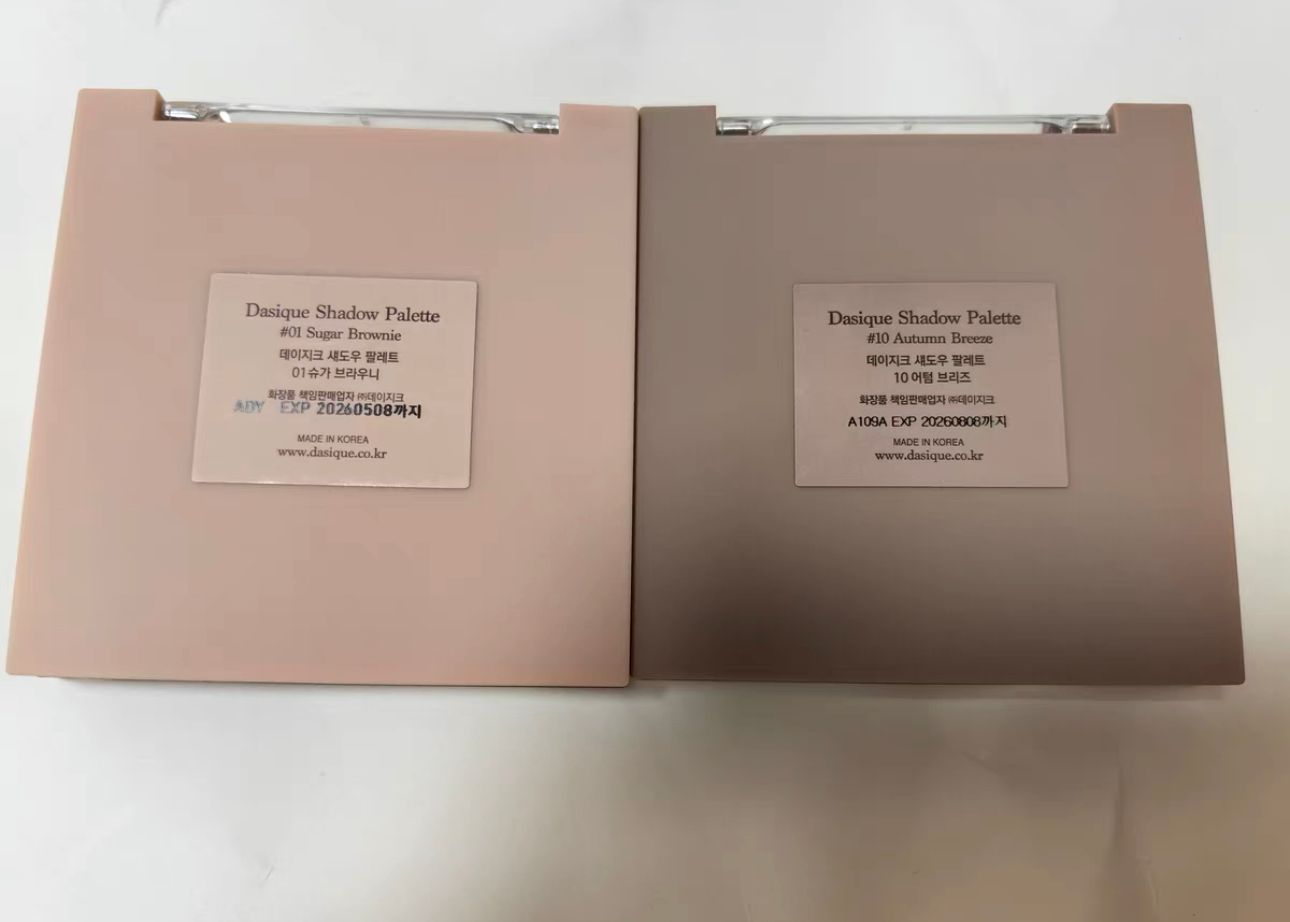 Dasique Shadow Palette
#01 Sugar Brownie
데이지크 섀도우 팔레트
01 슈가 브라우니
화장품 책임판매업자 ㈜데이지크
ADY EXP 20260508까지
MADE IN KOREA
www.dasique.co.kr
Dasique Shadow Palette
#10 Autumn Breeze
데이지크 섀도우 팔레트
10 어텀 브리즈
화장품 책임판매업자 ㈜데이지크
A109A EXP 20260808까지
MADE IN KOREA
www.dasique.co.kr